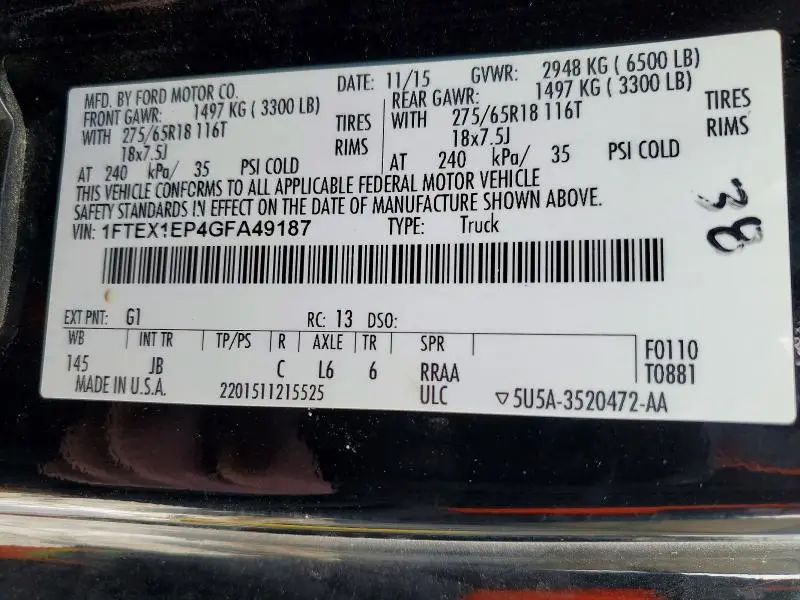 MFD. BY FORD MOTOR CO. DATE: 11/15 GVWR: 2948 KG ( 6500 LB)
FRONT GAWR: 1497 KG ( 3300 LB) REAR GAWR: 1497 KG ( 3300 LB)
WITH 275/65R18 116T TIRES WITH 275/65R18 116T TIRES
18x7.5J RIMS 18x7.5J RIMS
AT 240 kPa/ 35 PSI COLD AT 240 kPa/ 35 PSI COLD
THIS VEHICLE CONFORMS TO ALL APPLICABLE FEDERAL MOTOR VEHICLE
SAFETY STANDARDS IN EFFECT ON THE DATE OF MANUFACTURE SHOWN ABOVE.
VIN: 1FTEX1EP4GFA49187 TYPE: Truck
EXT PNT: G1 RC: 13 DSO:
WB INT TR TP/PS R AXLE TR SPR F0110
145 JB C L6 6 RRAA T0881
MADE IN U.S.A. 2201511215525 ULC ▽5U5A-3520472-AA